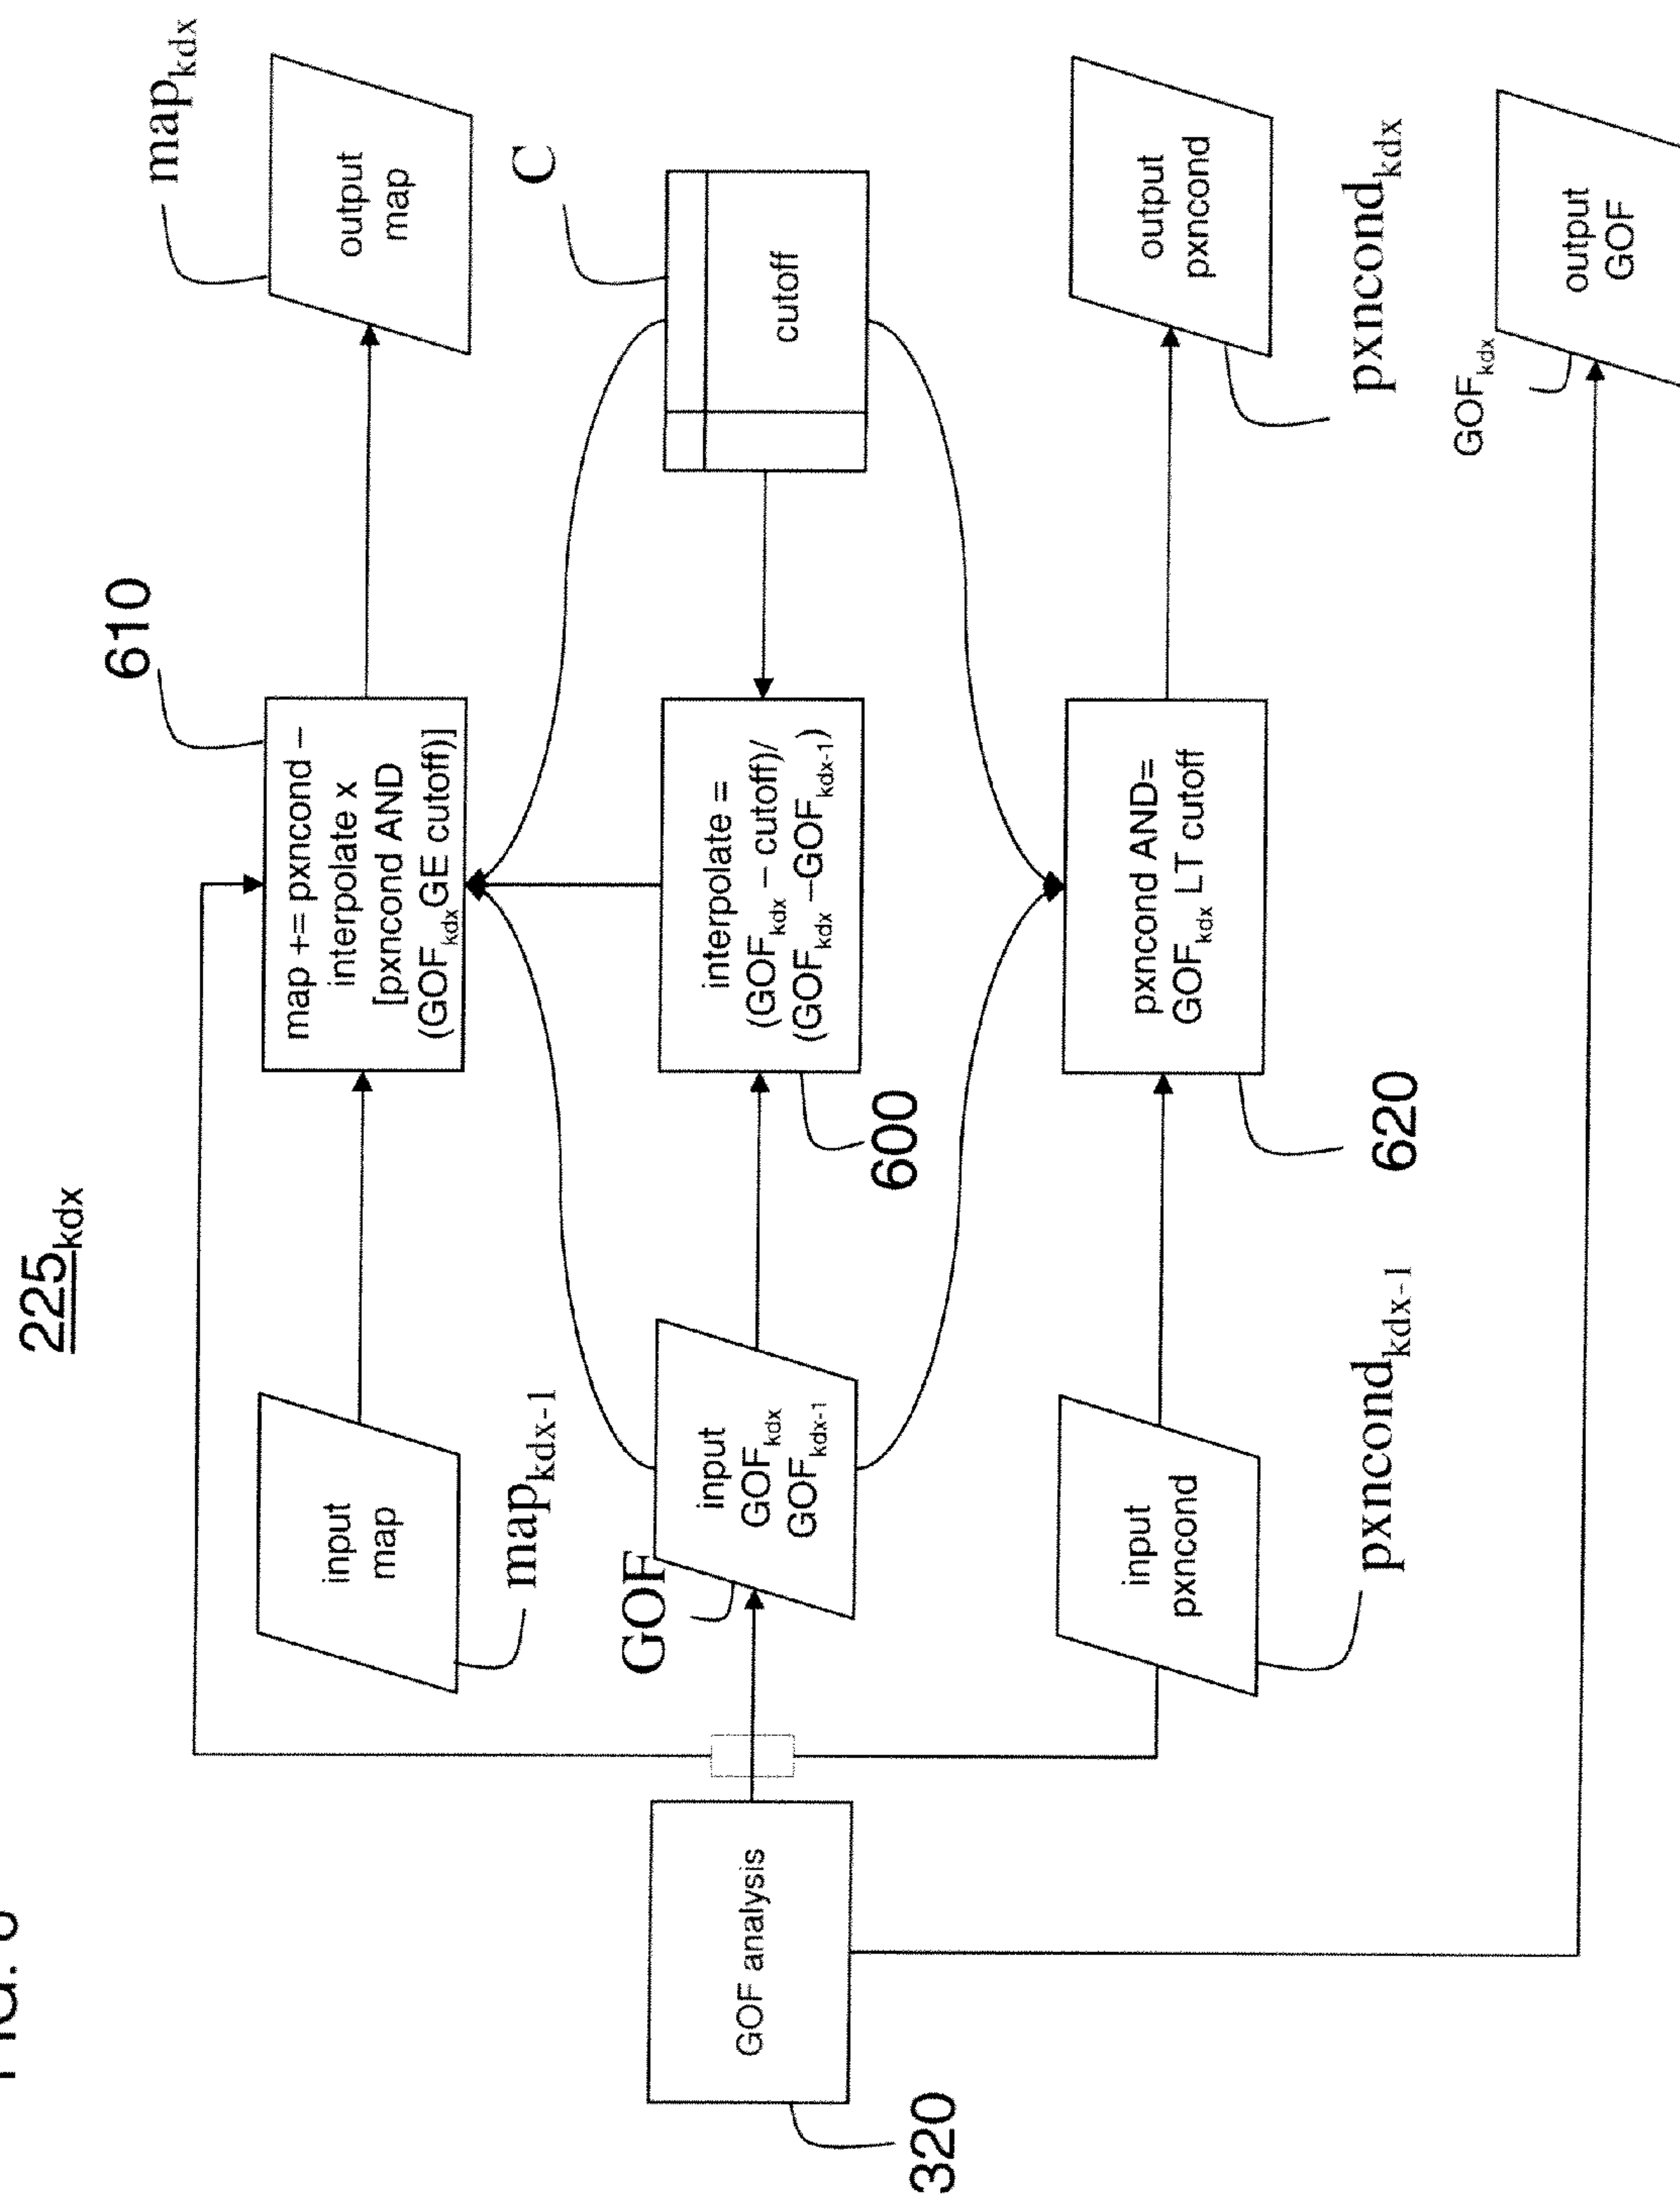 225kdx
mapkdx
610
map += pxncond –
interpolate x
[pxncond AND
(GOFkdx GE cutoff)]
output
map
input
map
mapkdx-1
C
cutoff
GOF
input
GOFkdx
GOFkdx-1
interpolate =
(GOFkdx – cutoff)/
(GOFkdx –GOFkdx-1)
600
GOF analysis
320
input
pxncond
pxncondkdx-1
pxncond AND=
GOFkdx LT cutoff
620
output
pxncond
pxncondkdx
GOFkdx
output
GOF